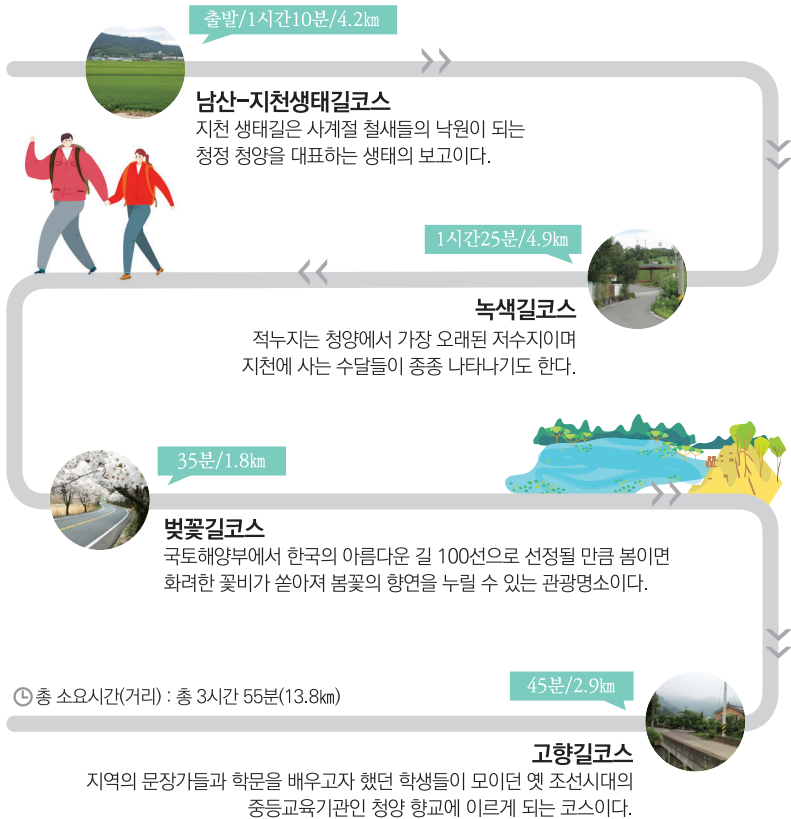 출발/1시간10분/4.2㎞
남산-지천생태길코스
지천 생태길은 사계절 철새들의 낙원이 되는
청정 청양을 대표하는 생태의 보고이다.
1시간25분/4.9㎞
녹색길코스
적누지는 청양에서 가장 오래된 저수지이며
지천에 사는 수달들이 종종 나타나기도 한다.
35분/1.8㎞
벚꽃길코스
국토해양부에서 한국의 아름다운 길 100선으로 선정될 만큼 봄이면
화려한 꽃비가 쏟아져 봄꽃의 향연을 누릴 수 있는 관광명소이다.
45분/2.9㎞
총 소요시간(거리) : 총 3시간 55분(13.8㎞)
고향길코스
지역의 문장가들과 학문을 배우고자 했던 학생들이 모이던 옛 조선시대의
중등교육기관인 청양 향교에 이르게 되는 코스이다.